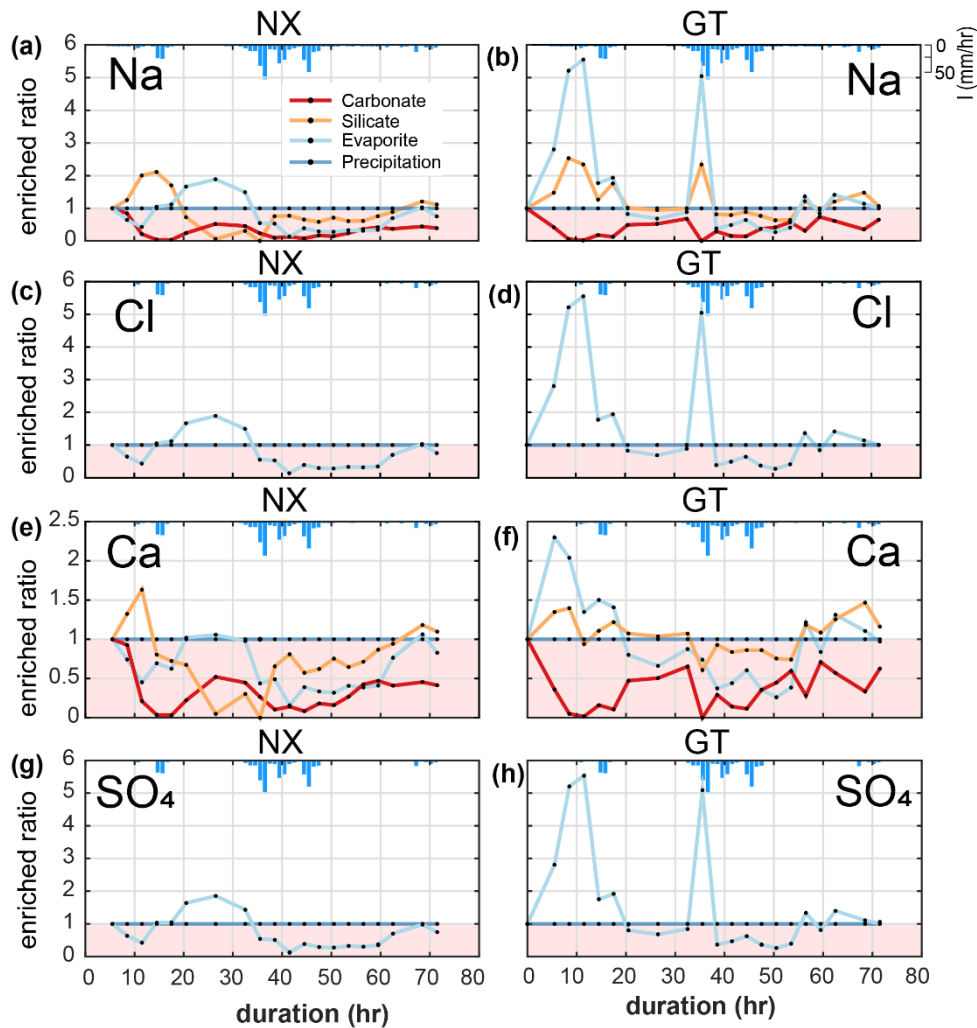 NX
GT
(a)
6
5
4
3
2
1
0
enriched ratio
Na
Carbonate
Silicate
Evaporite
Precipitation
(b)
Na
0
50
I (mm/hr)
NX
GT
(c)
6
5
4
3
2
1
0
enriched ratio
Cl
(d)
Cl
NX
GT
(e)
2.5
2
1.5
1
0.5
0
enriched ratio
Ca
(f)
Ca
NX
GT
(g)
6
5
4
3
2
1
0
enriched ratio
SO₄
(h)
SO₄
0 10 20 30 40 50 60 70 80
0 10 20 30 40 50 60 70 80
duration (hr)
duration (hr)